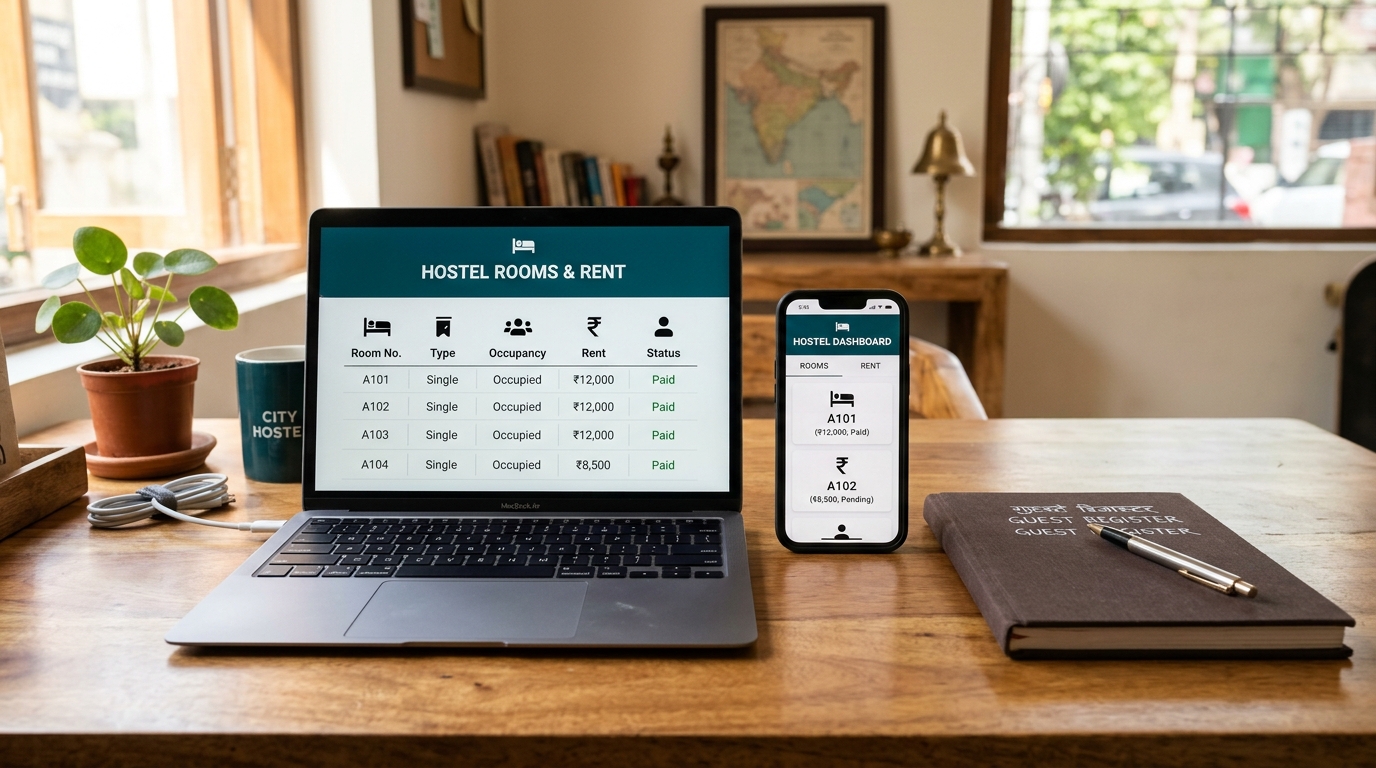 HOSTEL ROOMS & RENT
Room No. Type Occupancy Rent Status
A101 Single Occupied ₹12,000 Paid
A102 Single Occupied ₹12,000 Paid
A103 Single Occupied ₹12,000 Paid
A104 Single Occupied ₹8,500 Paid
CITY
HOSTE
HOSTEL DASHBOARD
ROOMS RENT
A101
(₹12,000, Paid)
₹
A102
(₹8,500, Pending)
GUEST REGISTER
GUEST